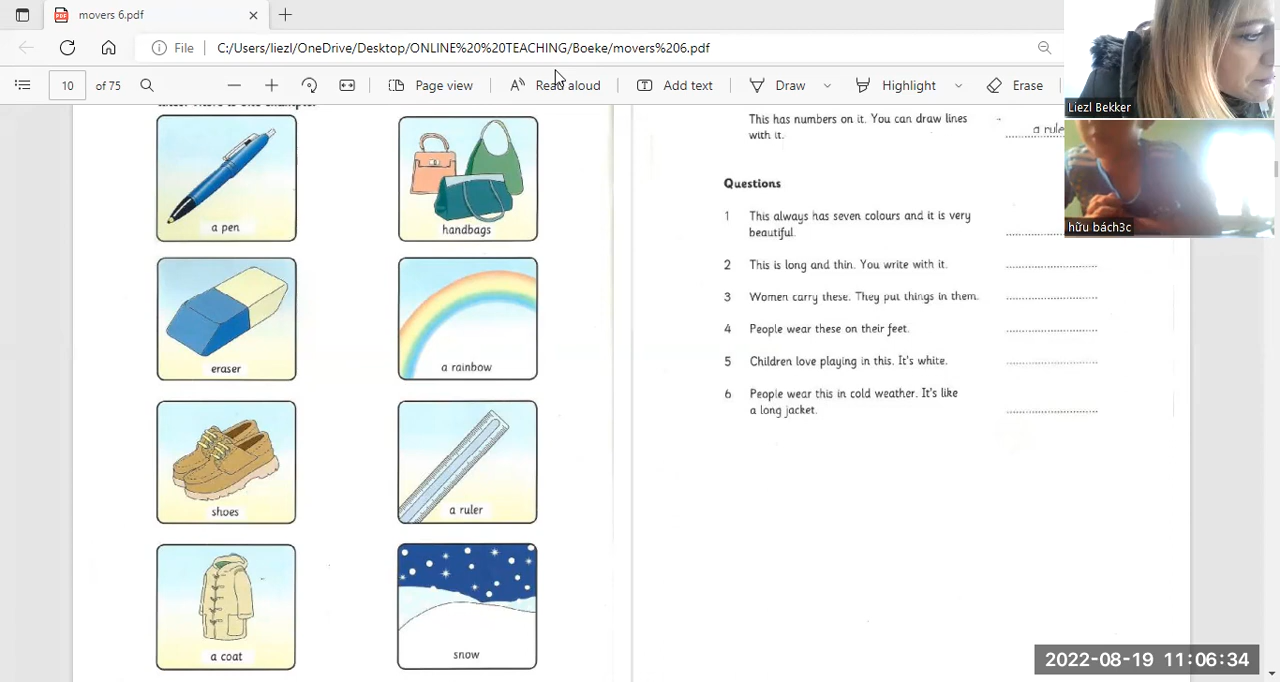 movers 6.pdf
File
C:/Users/liezl/OneDrive/Desktop/ONLINE%20%20TEACHING/Boeke/movers%206.pdf
10 of 75
Page view
Read aloud
Add text
Draw
Highlight
Erase
Liezl Bekker
hữu bách3c
a pen
handbags
eraser
a rainbow
shoes
a ruler
a coat
snow
This has numbers on it. You can draw lines
with it.
a rule
Questions
1 This always has seven colours and it is very
beautiful.
2 This is long and thin. You write with it.
3 Women carry these. They put things in them.
4 People wear these on their feet.
5 Children love playing in this. It's white.
6 People wear this in cold weather. It's like
a long jacket.
2022-08-19 11:06:34